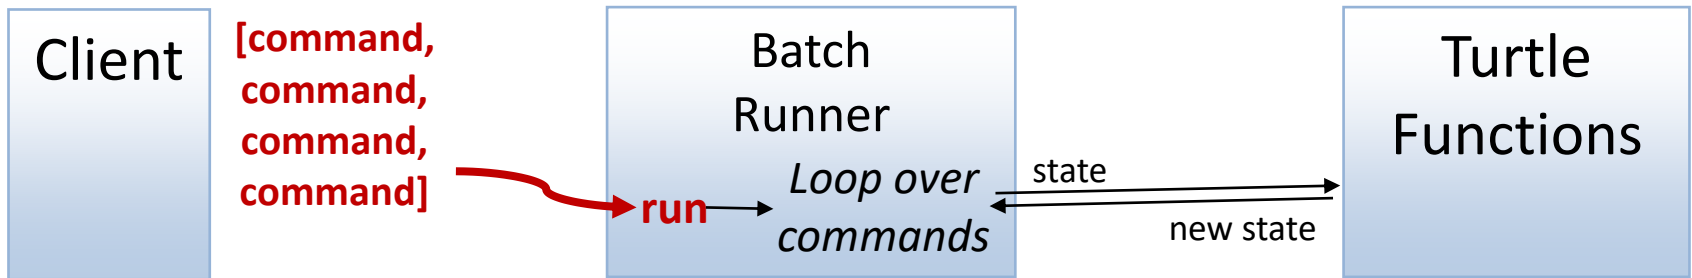 Client
[command,
command,
command,
command]
Batch
Runner
run
Loop over
commands
state
new state
Turtle
Functions